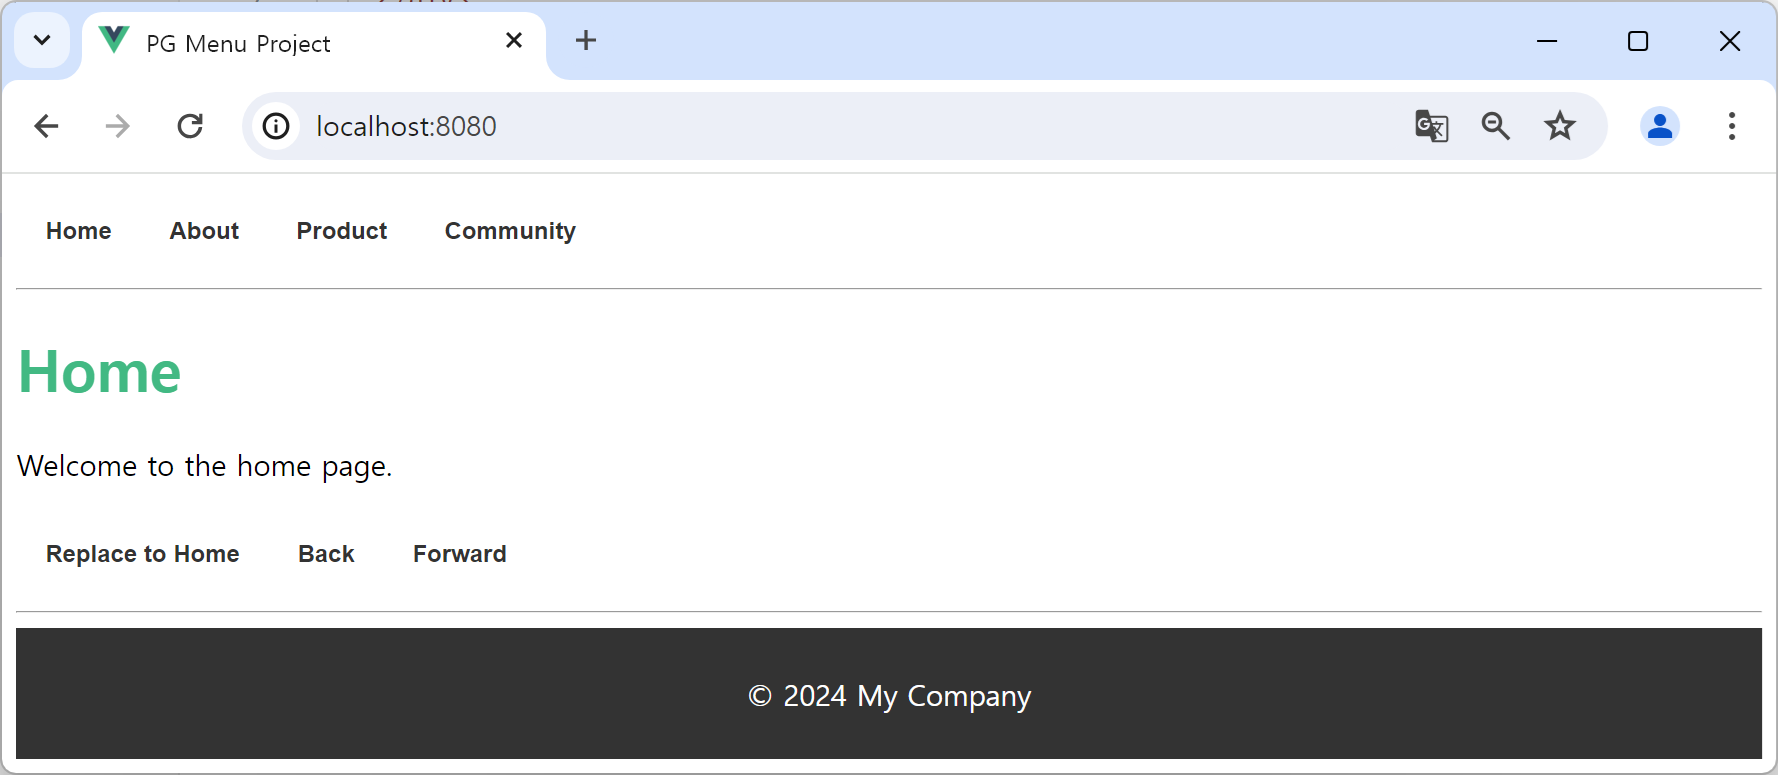 PG Menu Project
localhost:8080
Home About Product Community
Home
Welcome to the home page.
Replace to Home Back Forward
© 2024 My Company